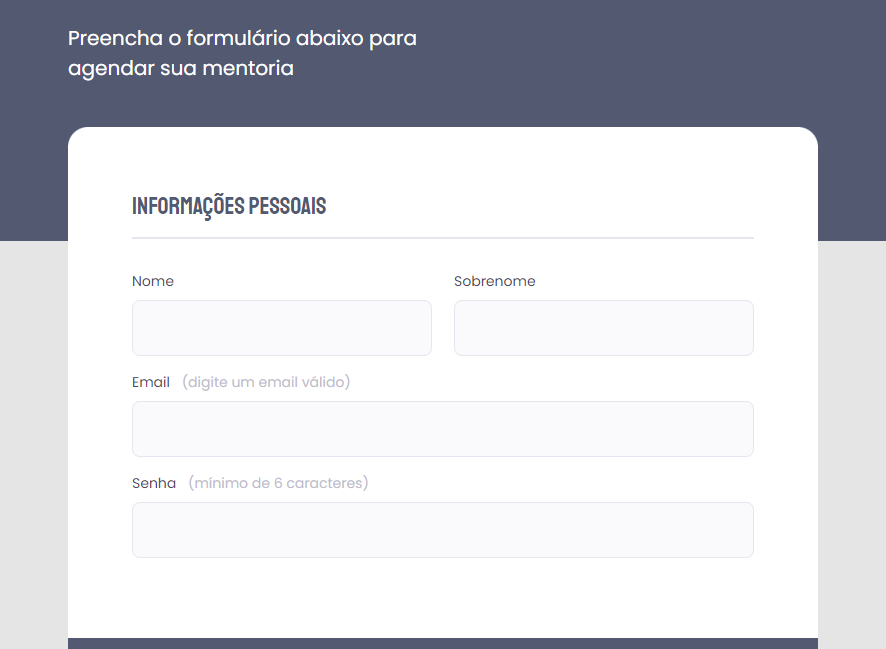 Preencha o formulário abaixo para
agendar sua mentoria
INFORMAÇÕES PESSOAIS
Nome
Sobrenome
Email (digite um email válido)
Senha (mínimo de 6 caracteres)